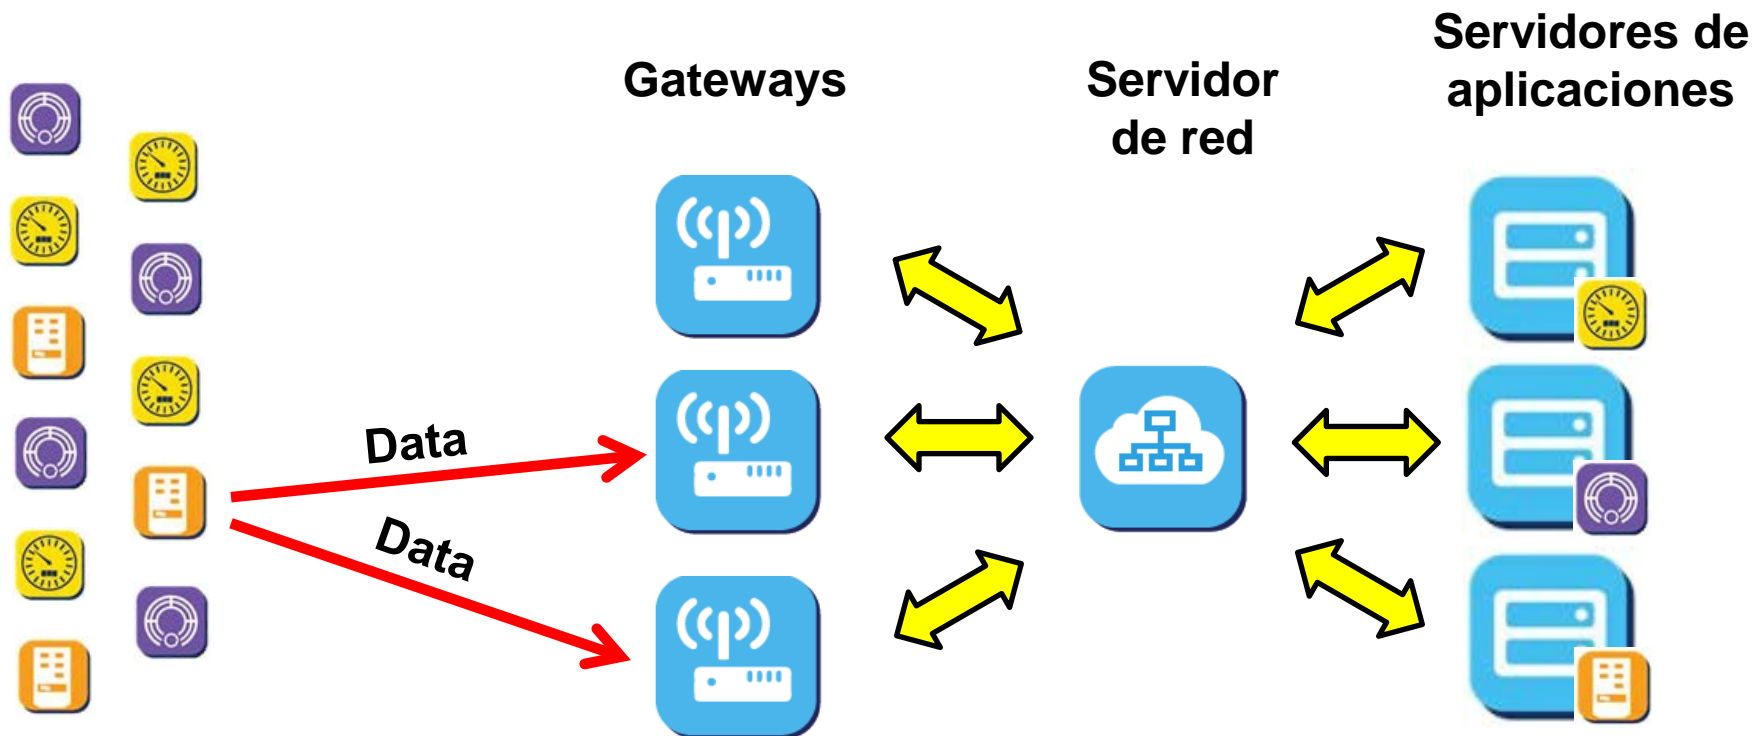 Gateways
Servidor
de red
Servidores de
aplicaciones
Data
Data